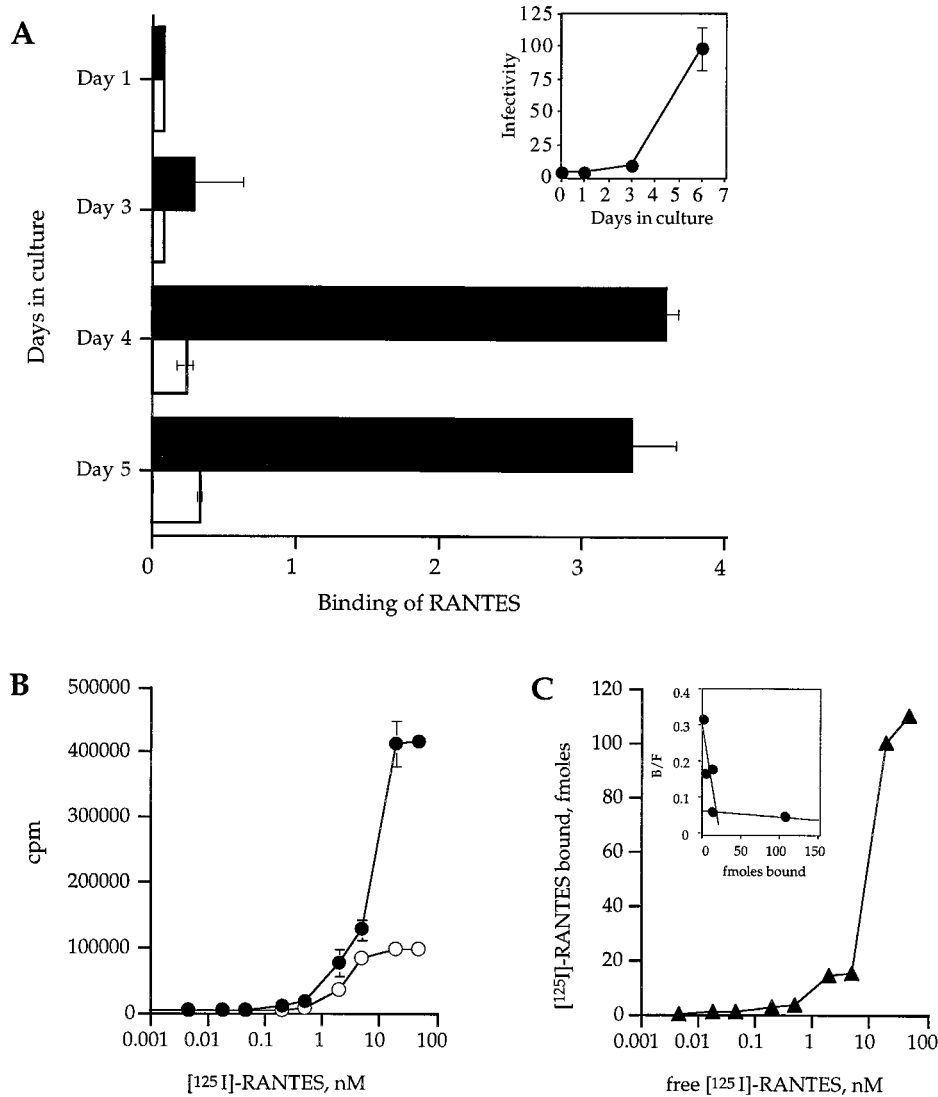 A
Day 1
Day 3
Day 4
Day 5
Days in culture
0 1 2 3 4
Binding of RANTES
125
100
75
50
25
0
Infectivity
0 1 2 3 4 5 6 7
Days in culture
B
500000
400000
300000
200000
100000
0
cpm
0.001 0.01 0.1 1 10 100
[125 I]-RANTES, nM
C
120
100
80
60
40
20
0
[125I]-RANTES bound, fmoles
0.4
0.3
0.2
0.1
0
B/F
0 50 100 150
fmoles bound
0.001 0.01 0.1 1 10 100
free [125 I]-RANTES, nM